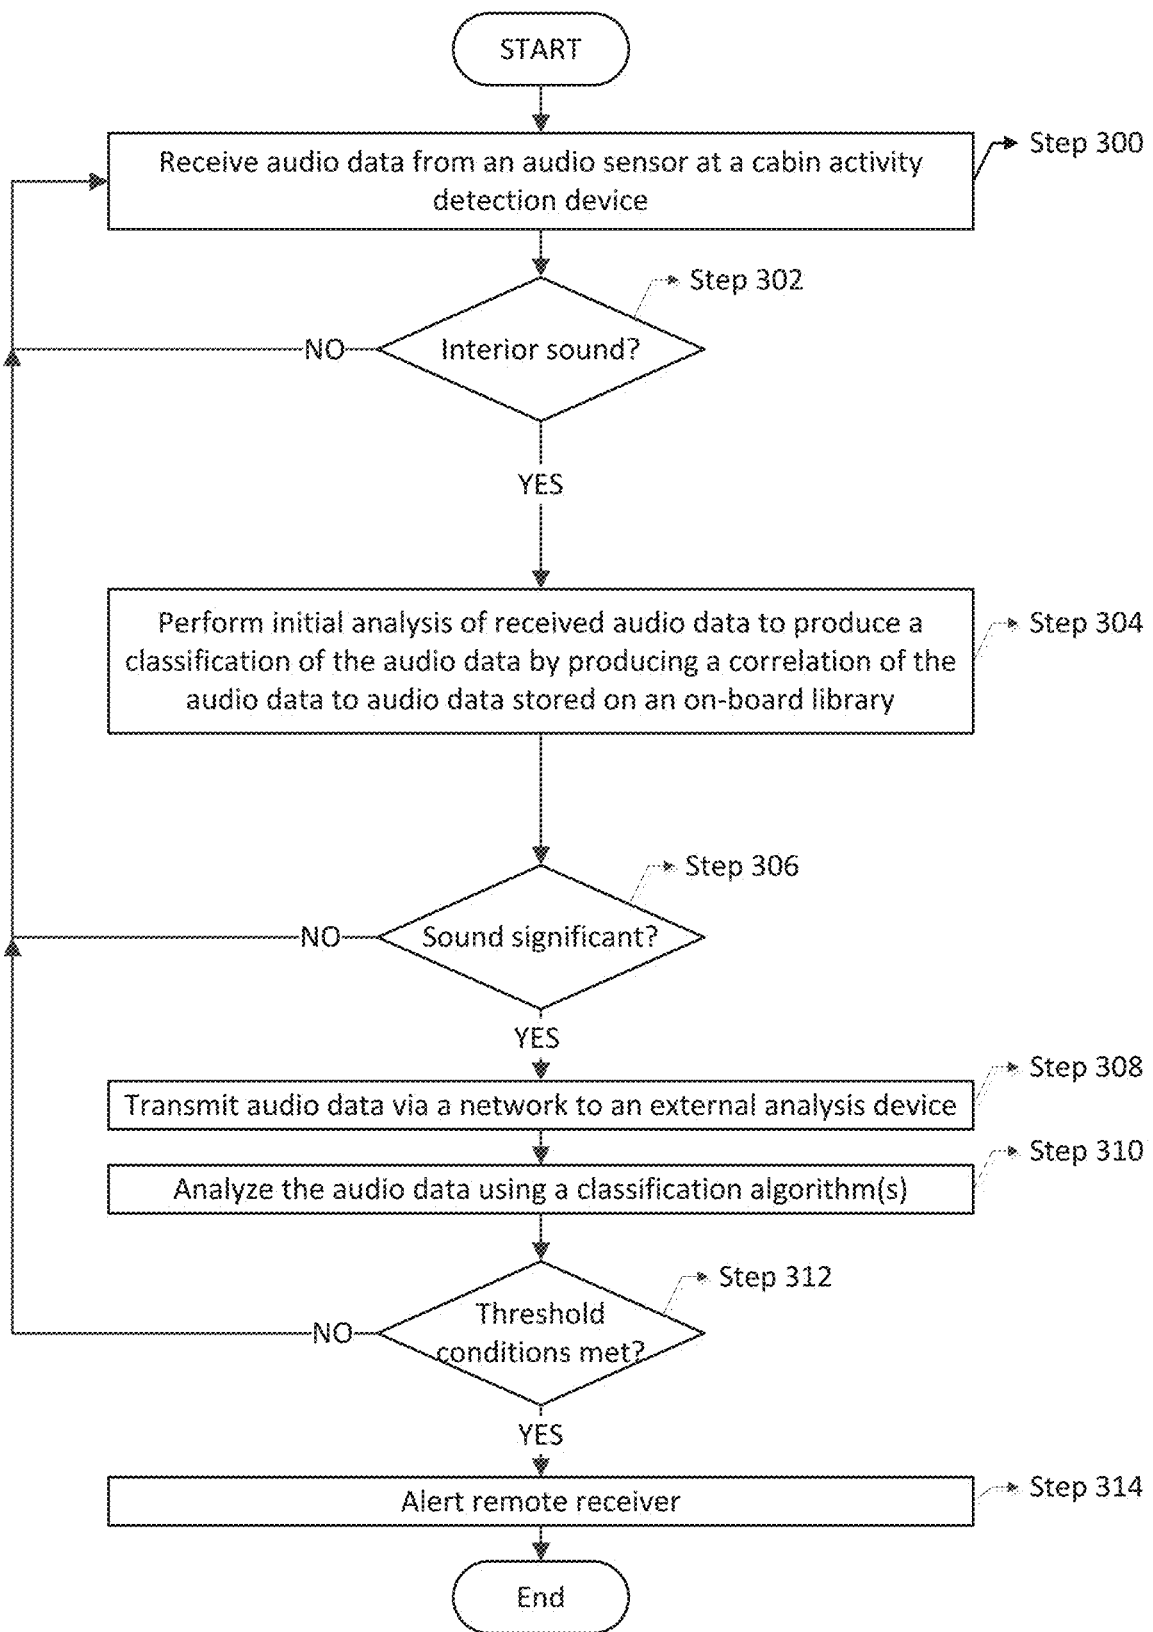 START
Receive audio data from an audio sensor at a cabin activity
detection device
Step 300
Step 302
Interior sound?
NO
YES
Perform initial analysis of received audio data to produce a
classification of the audio data by producing a correlation of the
audio data to audio data stored on an on-board library
Step 304
Step 306
Sound significant?
NO
YES
Step 308
Transmit audio data via a network to an external analysis device
Step 310
Analyze the audio data using a classification algorithm(s)
Step 312
Threshold
conditions met?
NO
YES
Step 314
Alert remote receiver
End